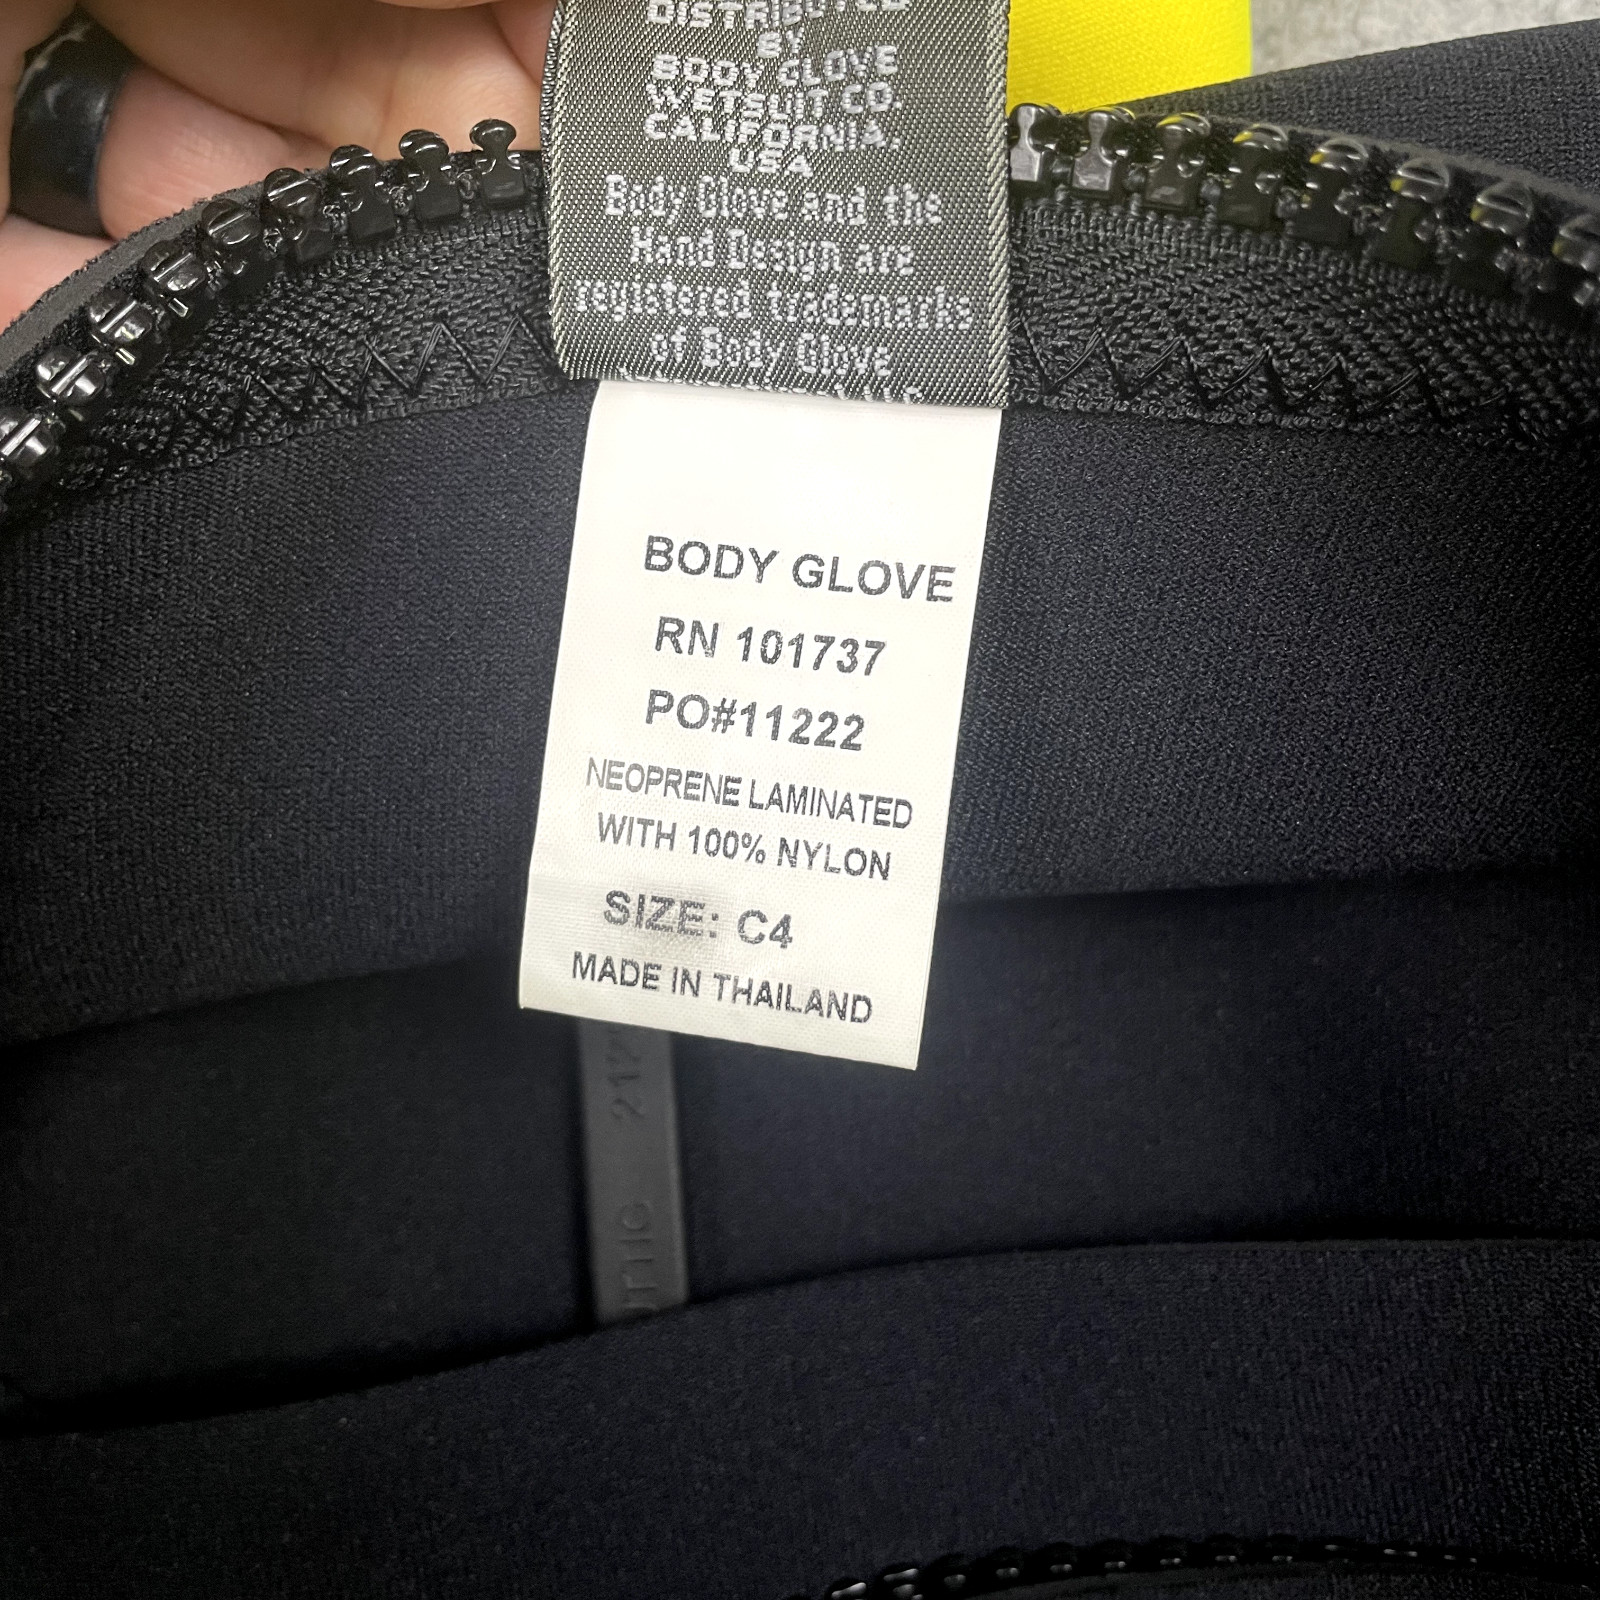 DISTRIBUTED
BY
BODY GLOVE
WETSUIT CO.
CALIFORNIA,
USA
Body Glove and the
Hand Design are
registered trademarks
of Body Glove
BODY GLOVE
RN 101737
PO#11222
NEOPRENE LAMINATED
WITH 100% NYLON
SIZE: C4
MADE IN THAILAND